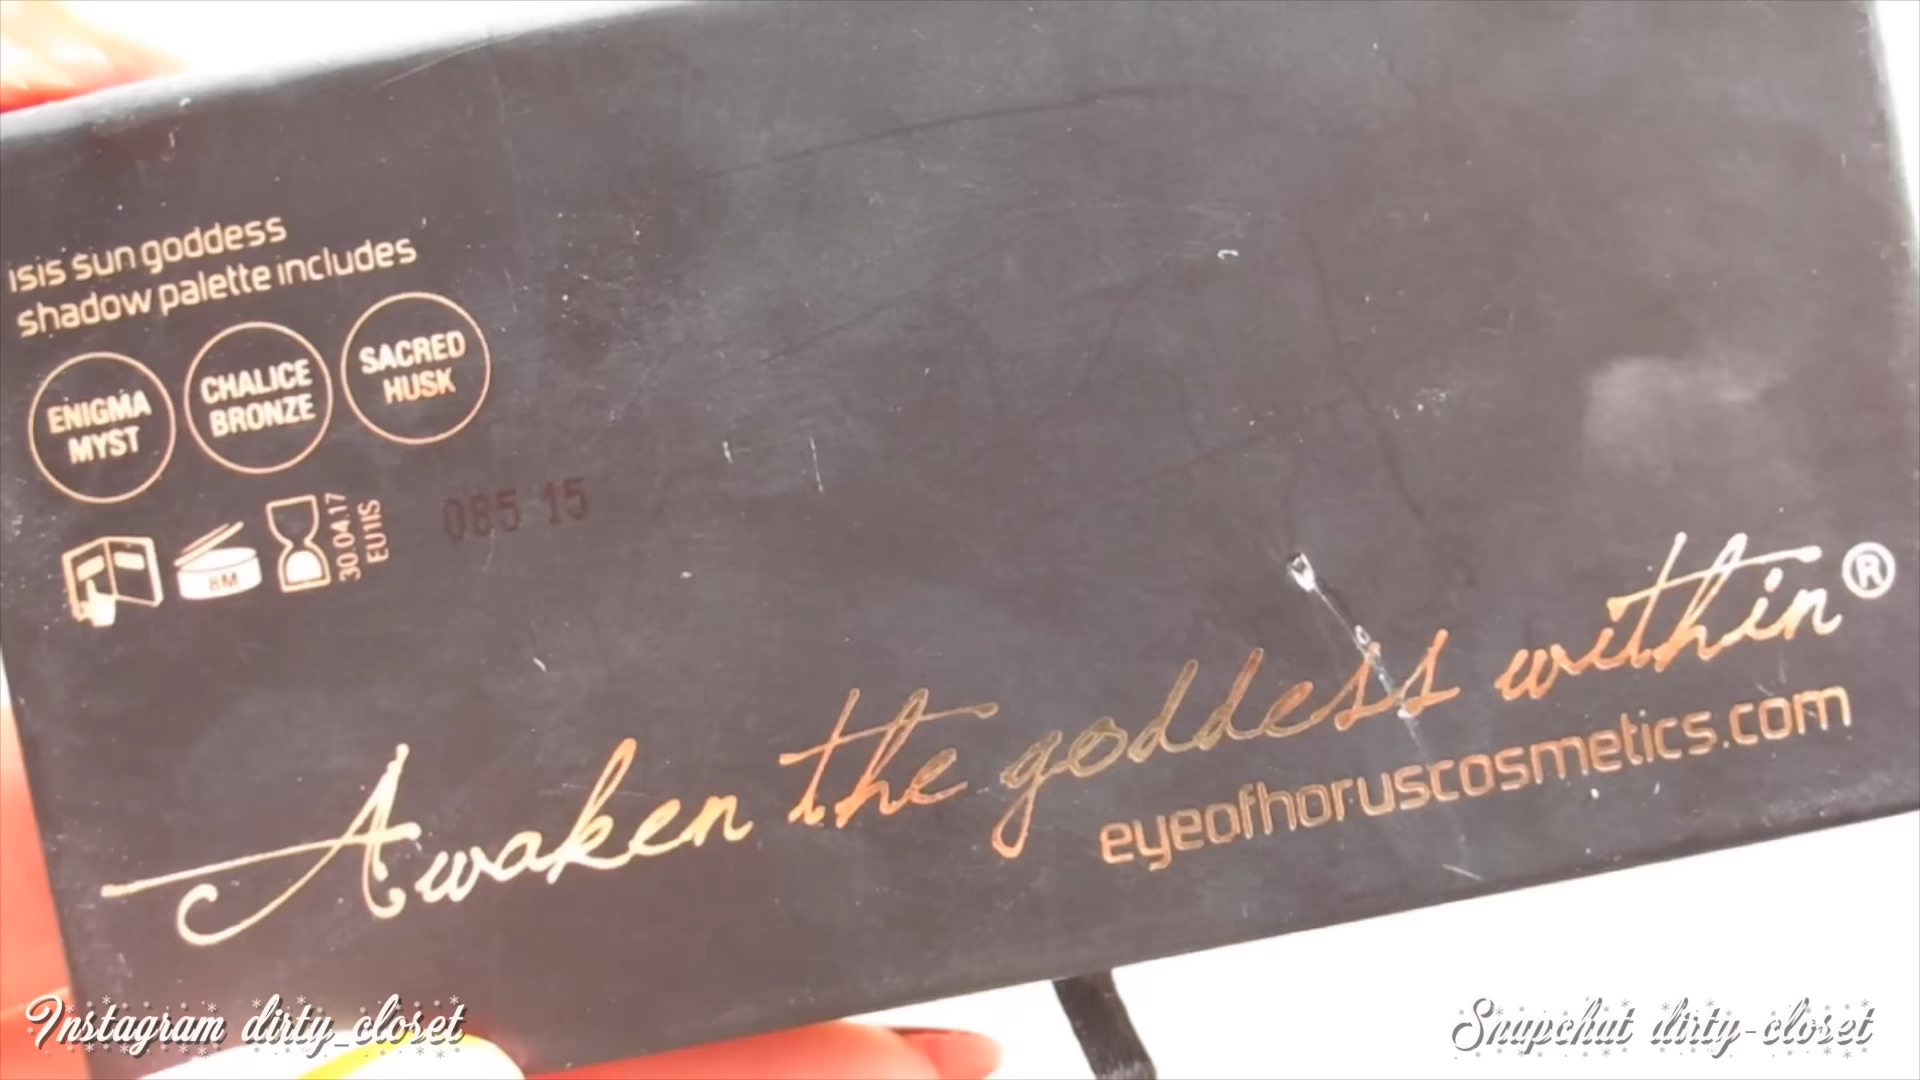 isis sun goddess
shadow palette includes
ENIGMA
MYST
CHALICE
BRONZE
SACRED
HUSK
30.04.17
EU11S
085 15
Awaken the goddess within®
eyeofhoruscosmetics.com
Instagram dirty_closet
Snapchat dirty-closet